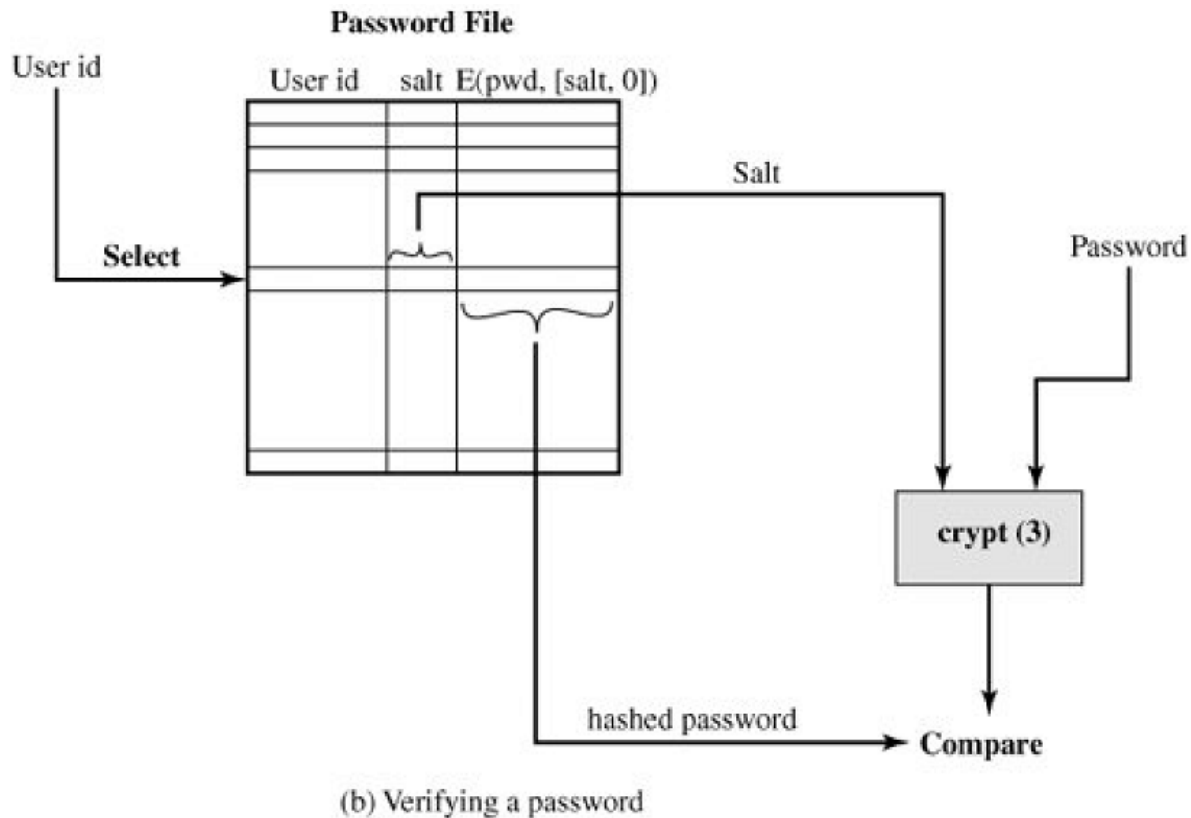 Password File
User id
User id salt E(pwd, [salt, 0])
Salt
Select
Password
crypt (3)
hashed password
Compare
(b) Verifying a password